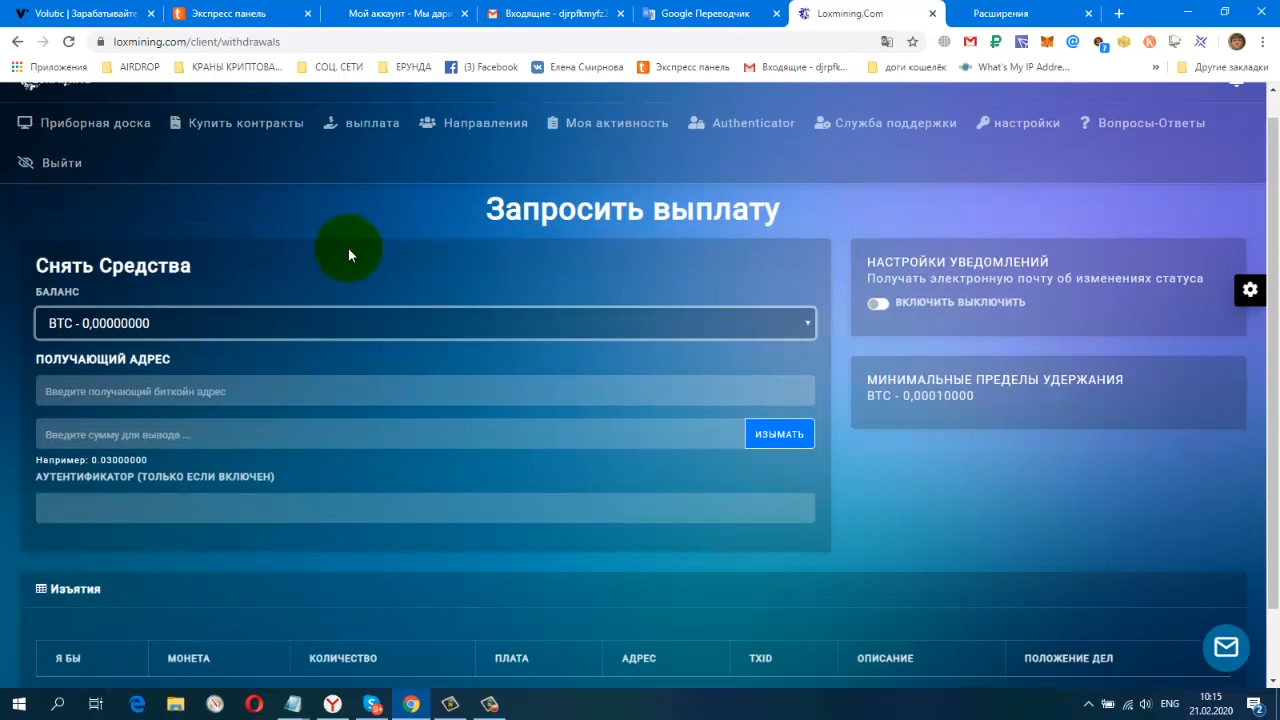 Volutic | Зарабатывайте
Экспресс панель
Мой аккаунт - Мы дари
Входящие - djrpfkmyfz2
Google Переводчик
Loxmining.Com
Расширения
loxmining.com/client/withdrawals
Приложения
AIRDROP
КРАНЫ КРИПТОВА...
СОЦ. СЕТИ
ЕРУНДА
(3) Facebook
Елена Смирнова
Экспресс панель
Входящие - djrpfk...
доги кошелёк
What's My IP Addre...
»
Другие закладки
Приборная доска
Купить контракты
выплата
Направления
Моя активность
Authenticator
Служба поддержки
настройки
Вопросы-Ответы
Выйти
Запросить выплату
Снять Средства
БАЛАНС
BTC - 0,00000000
ПОЛУЧАЮЩИЙ АДРЕС
Введите получающий биткойн адрес
Введите сумму для вывода ...
ИЗЫМАТЬ
Например: 0.03000000
АУТЕНТИФИКАТОР (ТОЛЬКО ЕСЛИ ВКЛЮЧЕН)
НАСТРОЙКИ УВЕДОМЛЕНИЙ
Получать электронную почту об изменениях статуса
ВКЛЮЧИТЬ ВЫКЛЮЧИТЬ
МИНИМАЛЬНЫЕ ПРЕДЕЛЫ УДЕРЖАНИЯ
BTC - 0,00010000
Изъятия
Я БЫ
МОНЕТА
КОЛИЧЕСТВО
ПЛАТА
АДРЕС
TXID
ОПИСАНИЕ
ПОЛОЖЕНИЕ ДЕЛ
ENG
10:15
21.02.2020